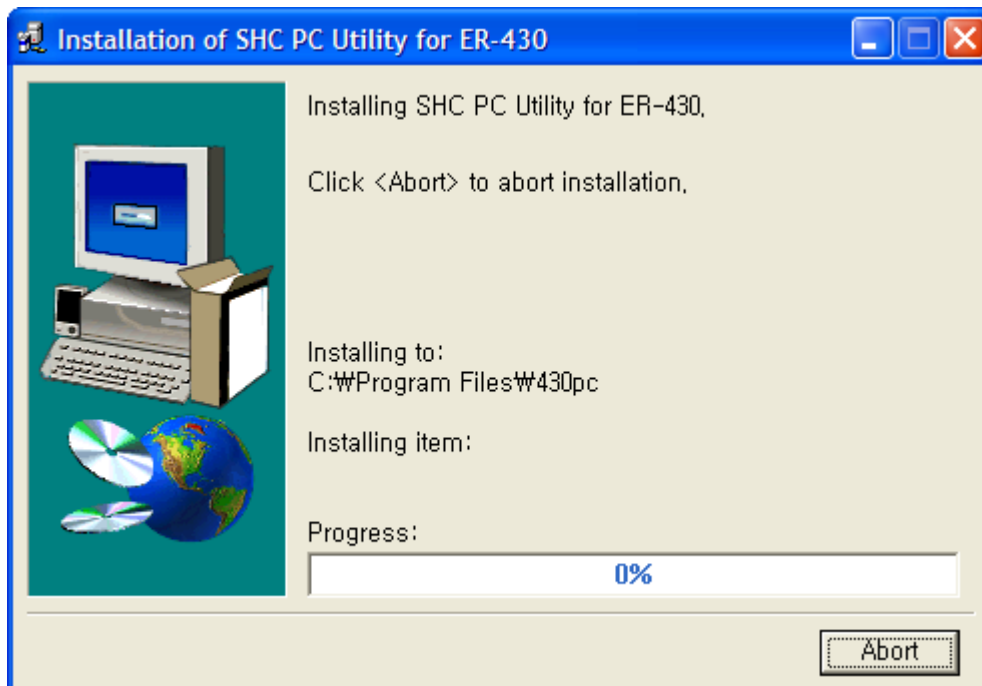 Installation of SHC PC Utility for ER-430
Installing SHC PC Utility for ER-430,
Click <Abort> to abort installation,
Installing to:
C:₩Program Files₩430pc
Installing item:
Progress:
0%
Abort